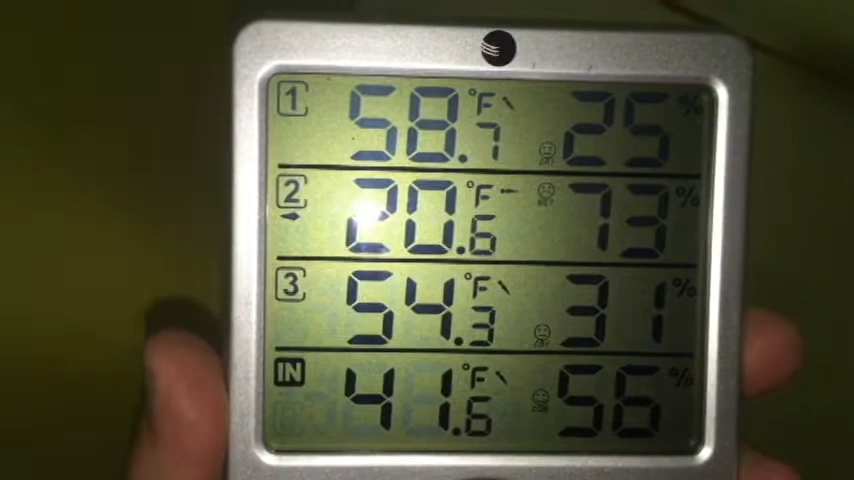 1 58.7 °F 25 %
2 20.6 °F 73 %
3 54.3 °F 31 %
IN 41.6 °F 56 %